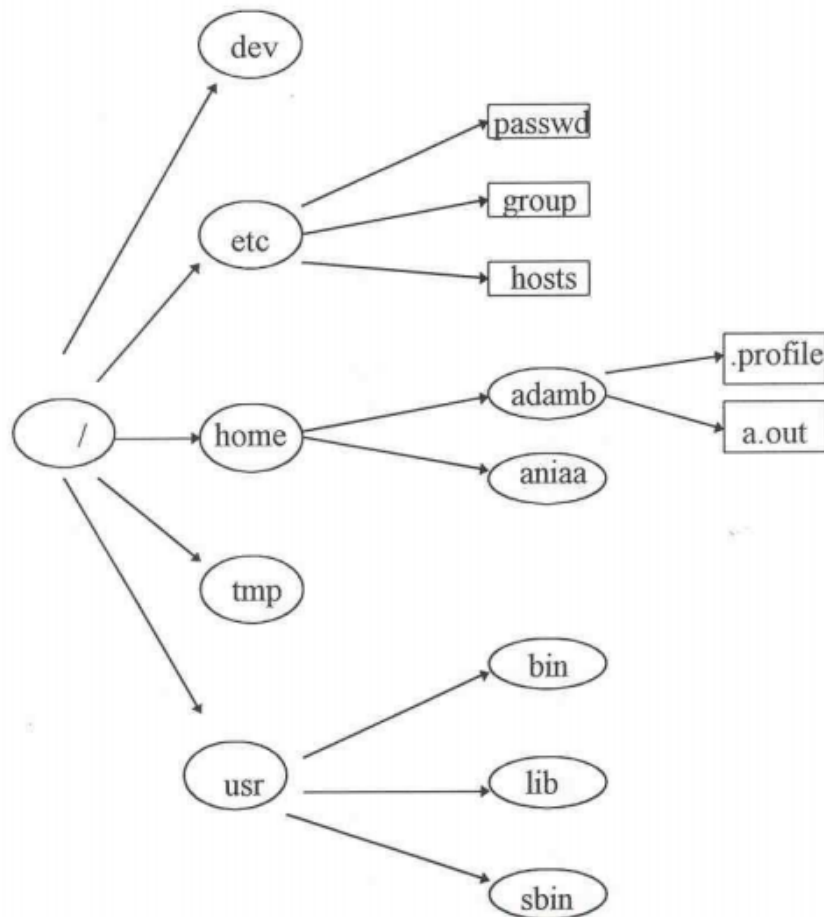 dev
passwd
group
etc
hosts
.profile
adamb
a.out
/
home
aniaa
tmp
bin
usr
lib
sbin